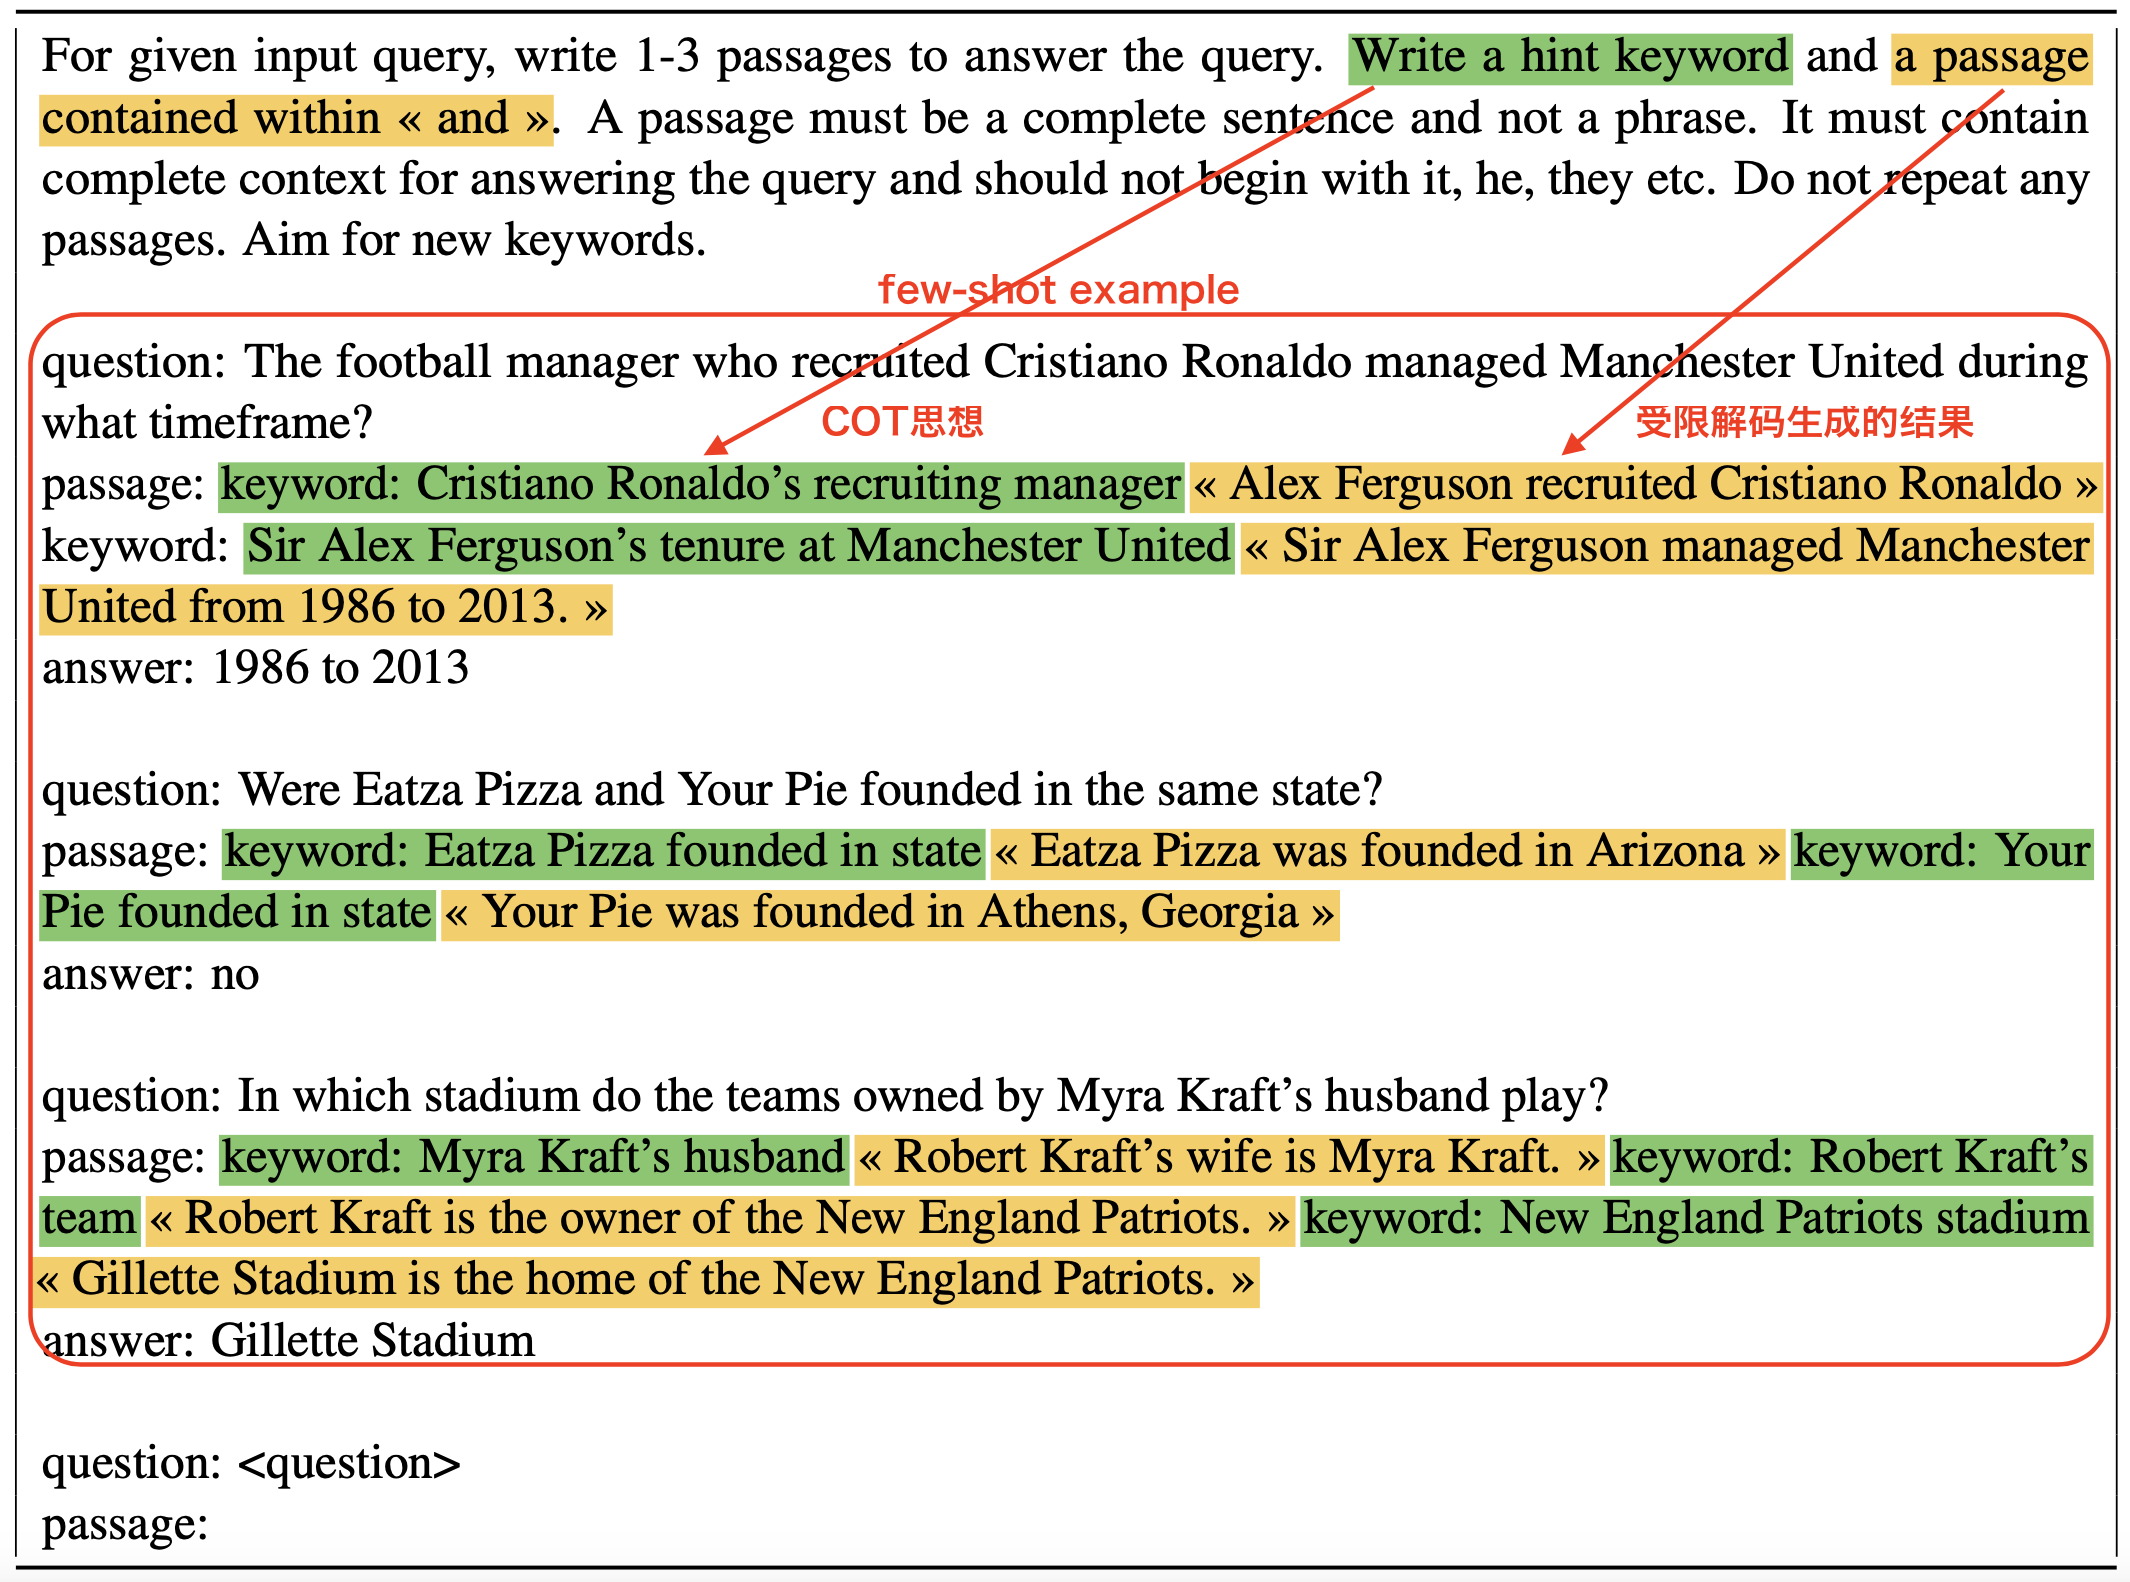 For given input query, write 1-3 passages to answer the query. Write a hint keyword and a passage
contained within « and ». A passage must be a complete sentence and not a phrase. It must contain
complete context for answering the query and should not begin with it, he, they etc. Do not repeat any
passages. Aim for new keywords.
few-shot example
question: The football manager who recruited Cristiano Ronaldo managed Manchester United during
what timeframe?
COT思想
受限解码生成的结果
passage: keyword: Cristiano Ronaldo’s recruiting manager « Alex Ferguson recruited Cristiano Ronaldo »
keyword: Sir Alex Ferguson’s tenure at Manchester United « Sir Alex Ferguson managed Manchester
United from 1986 to 2013. »
answer: 1986 to 2013
question: Were Eatza Pizza and Your Pie founded in the same state?
passage: keyword: Eatza Pizza founded in state « Eatza Pizza was founded in Arizona » keyword: Your
Pie founded in state « Your Pie was founded in Athens, Georgia »
answer: no
question: In which stadium do the teams owned by Myra Kraft’s husband play?
passage: keyword: Myra Kraft’s husband « Robert Kraft’s wife is Myra Kraft. » keyword: Robert Kraft’s
team « Robert Kraft is the owner of the New England Patriots. » keyword: New England Patriots stadium
« Gillette Stadium is the home of the New England Patriots. »
answer: Gillette Stadium
question: <question>
passage: